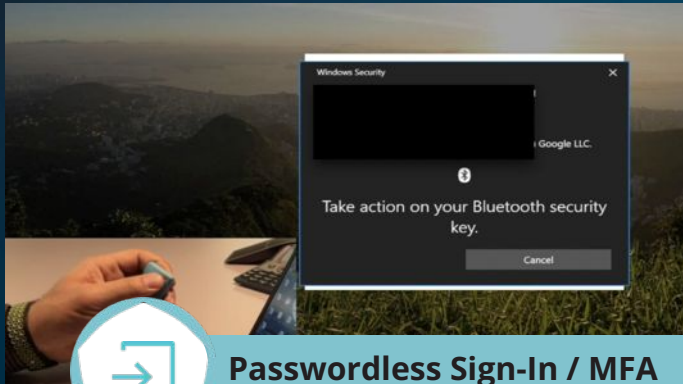 Windows Security
Google LLC.
Take action on your Bluetooth security
key.
Cancel
Passwordless Sign-In / MFA